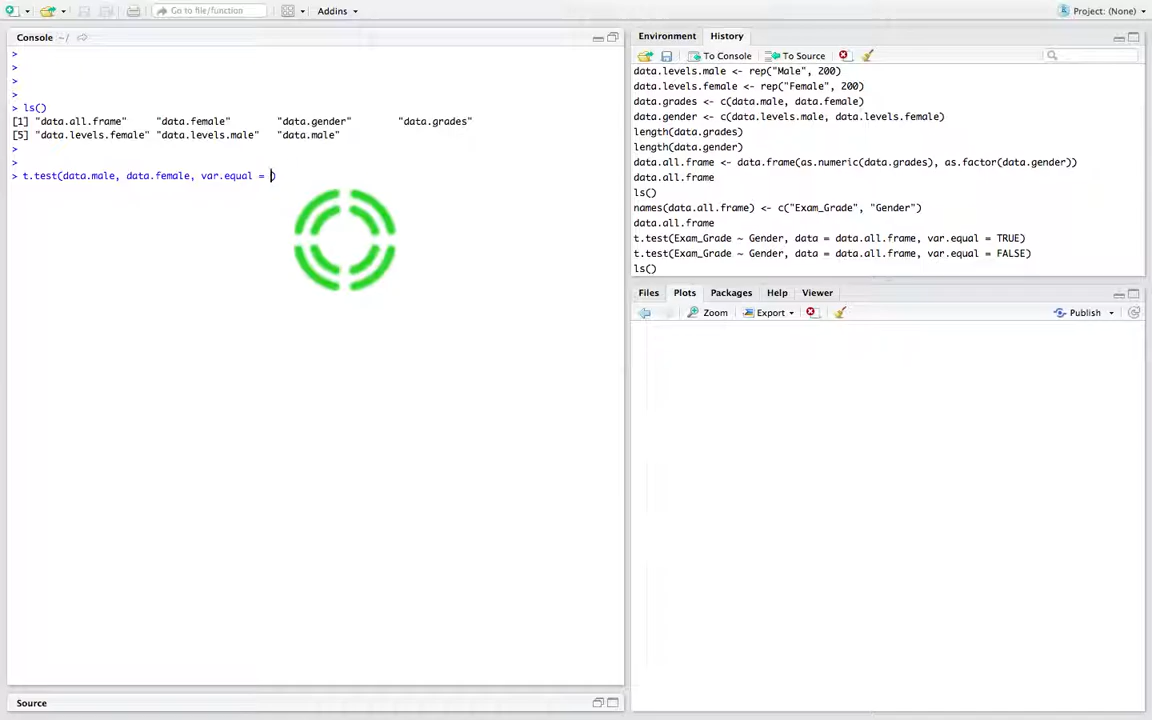 Go to file/function
Addins
Project: (None)
Console ~/
>
>
>
>
> ls()
[1] "data.all.frame" "data.female" "data.gender" "data.grades"
[5] "data.levels.female" "data.levels.male" "data.male"
>
>
> t.test(data.male, data.female, var.equal = )
Source
Environment History
To Console To Source
data.levels.male <- rep("Male", 200)
data.levels.female <- rep("Female", 200)
data.grades <- c(data.male, data.female)
data.gender <- c(data.levels.male, data.levels.female)
length(data.grades)
length(data.gender)
data.all.frame <- data.frame(as.numeric(data.grades), as.factor(data.gender))
data.all.frame
ls()
names(data.all.frame) <- c("Exam_Grade", "Gender")
data.all.frame
t.test(Exam_Grade ~ Gender, data = data.all.frame, var.equal = TRUE)
t.test(Exam_Grade ~ Gender, data = data.all.frame, var.equal = FALSE)
ls()
Files Plots Packages Help Viewer
Zoom Export Publish